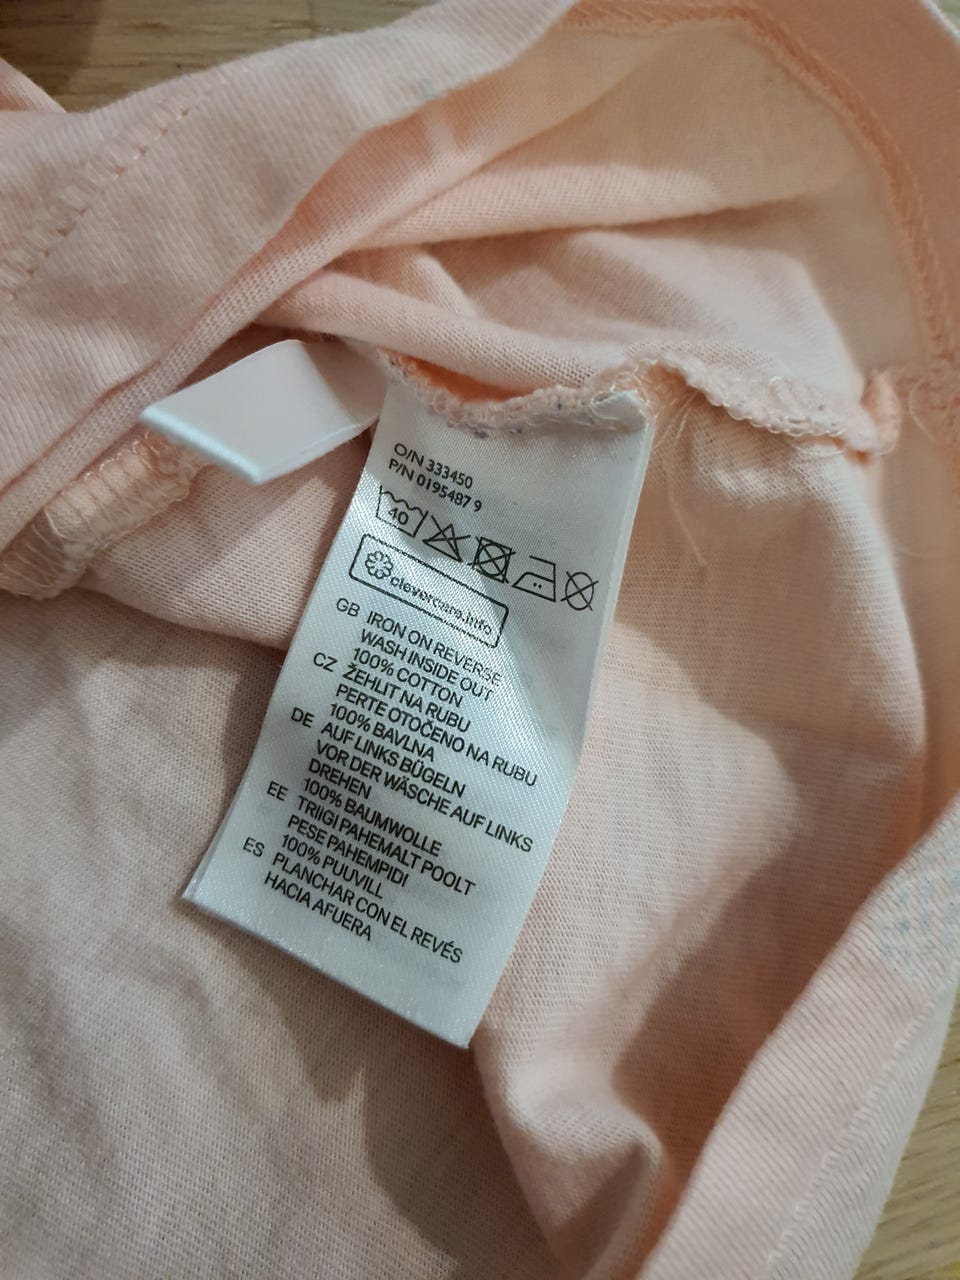 O/N 333450
P/N 0195487 9
40
clevercare.info
GB IRON ON REVERSE
WASH INSIDE OUT
100% COTTON
CZ ŽEHLIT NA RUBU
PERTE OTOČENO NA RUBU
100% BAVLNA
DE AUF LINKS BÜGELN
VOR DER WÄSCHE AUF LINKS
DREHEN
100% BAUMWOLLE
EE TRIIGI PAHEMALT POOLT
PESE PAHEMPIDI
100% PUUVILL
ES PLANCHAR CON EL REVÉS
HACIA AFUERA